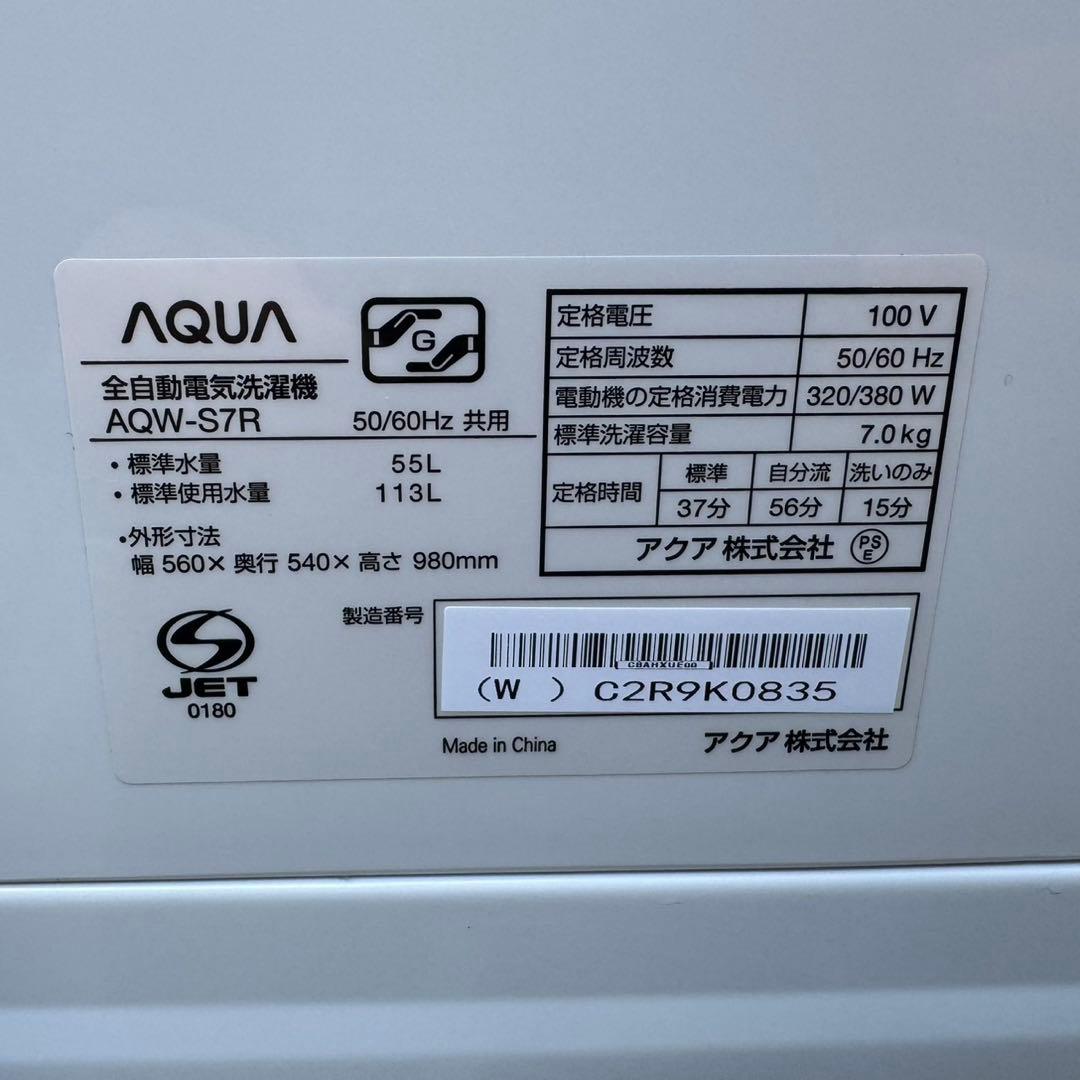 AQUA
G
全自動電気洗濯機
AQW-S7R 50/60Hz 共用
・標準水量 55L
・標準使用水量 113L
・外形寸法
幅 560× 奥行 540× 高さ 980mm
定格電圧 100 V
定格周波数 50/60 Hz
電動機の定格消費電力 320/380 W
標準洗濯容量 7.0kg
定格時間 標準 自分流 洗いのみ
37分 56分 15分
アクア 株式会社 PSE
JET
0180
製造番号
(W ) C2R9K0835
Made in China アクア 株式会社